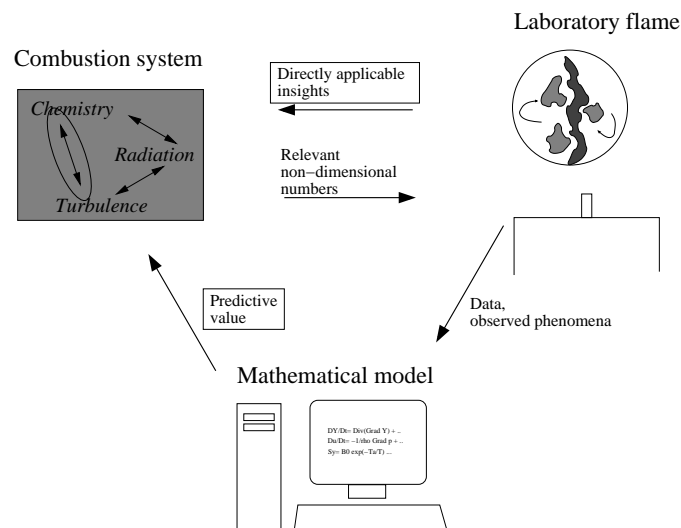 Laboratory flame
Combustion system
Directly applicable
insights
Chemistry
Radiation
Turbulence
Relevant
non−dimensional
numbers
Predictive
value
Data,
observed phenomena
Mathematical model
DY/Dt= Div(Grad Y) + ..
Du/Dt= −1/rho Grad p + ..
Sy= B0 exp(−Ta/T) ...